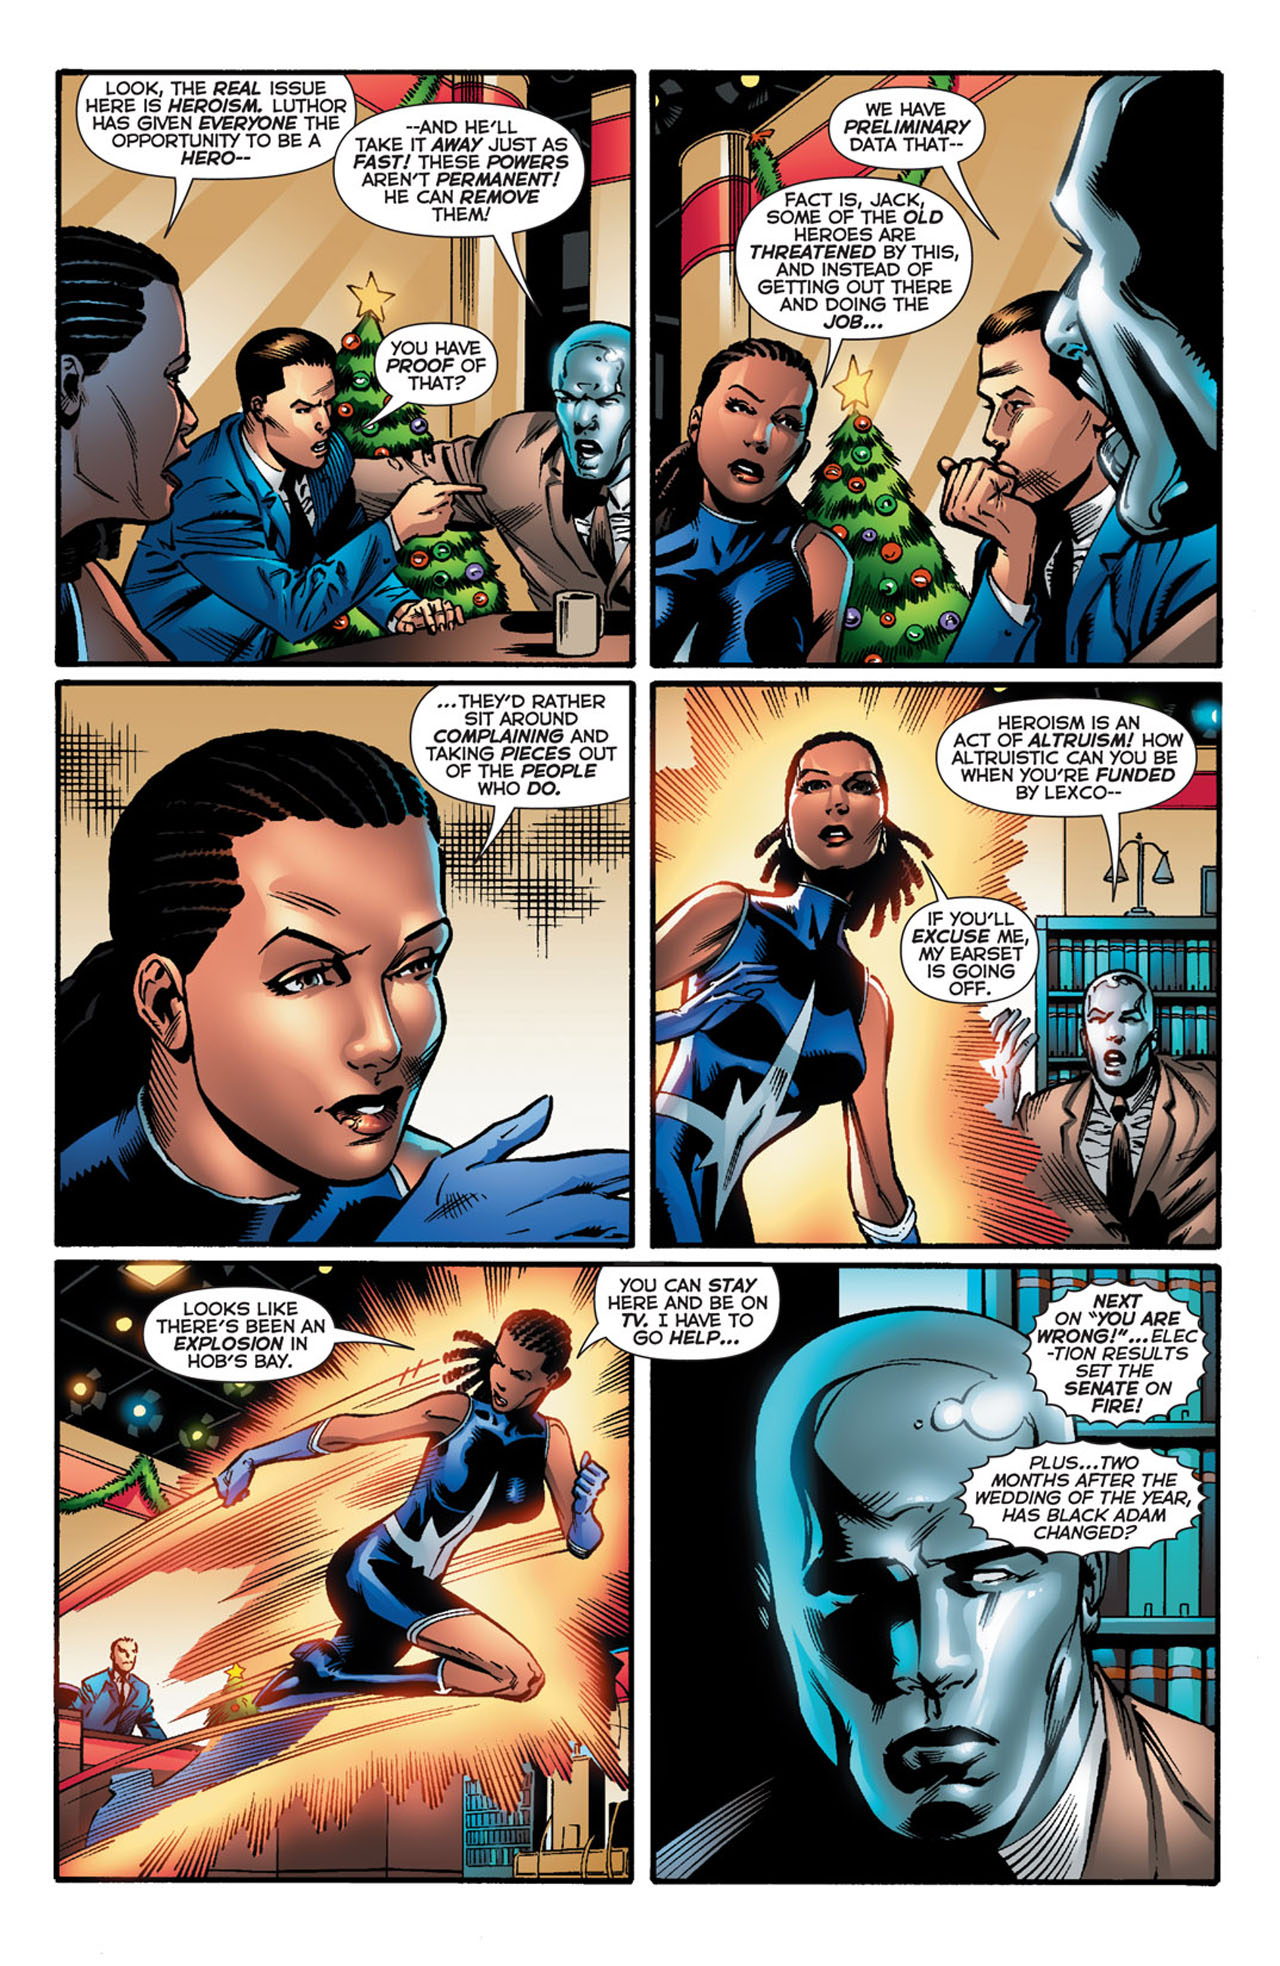 LOOK, THE REAL ISSUE
HERE IS HEROISM. LUTHOR
HAS GIVEN EVERYONE THE
OPPORTUNITY TO BE A
HERO--
--AND HE'LL
TAKE IT AWAY JUST AS
FAST! THESE POWERS
AREN'T PERMANENT!
HE CAN REMOVE
THEM!
YOU HAVE
PROOF OF
THAT?
WE HAVE
PRELIMINARY
DATA THAT--
FACT IS, JACK,
SOME OF THE OLD
HEROES ARE
THREATENED BY THIS,
AND INSTEAD OF
GETTING OUT THERE
AND DOING THE
JOB...
...THEY'D RATHER
SIT AROUND
COMPLAINING AND
TAKING PIECES OUT
OF THE PEOPLE
WHO DO.
HEROISM IS AN
ACT OF ALTRUISM! HOW
ALTRUISTIC CAN YOU BE
WHEN YOU'RE FUNDED
BY LEXCO--
IF YOU'LL
EXCUSE ME,
MY EARSET
IS GOING
OFF.
LOOKS LIKE
THERE'S BEEN AN
EXPLOSION IN
HOB'S BAY.
YOU CAN STAY
HERE AND BE ON
TV. I HAVE TO
GO HELP...
NEXT
ON "YOU ARE
WRONG!"...ELEC
-TION RESULTS
SET THE
SENATE ON
FIRE!
PLUS...TWO
MONTHS AFTER THE
WEDDING OF THE YEAR,
HAS BLACK ADAM
CHANGED?